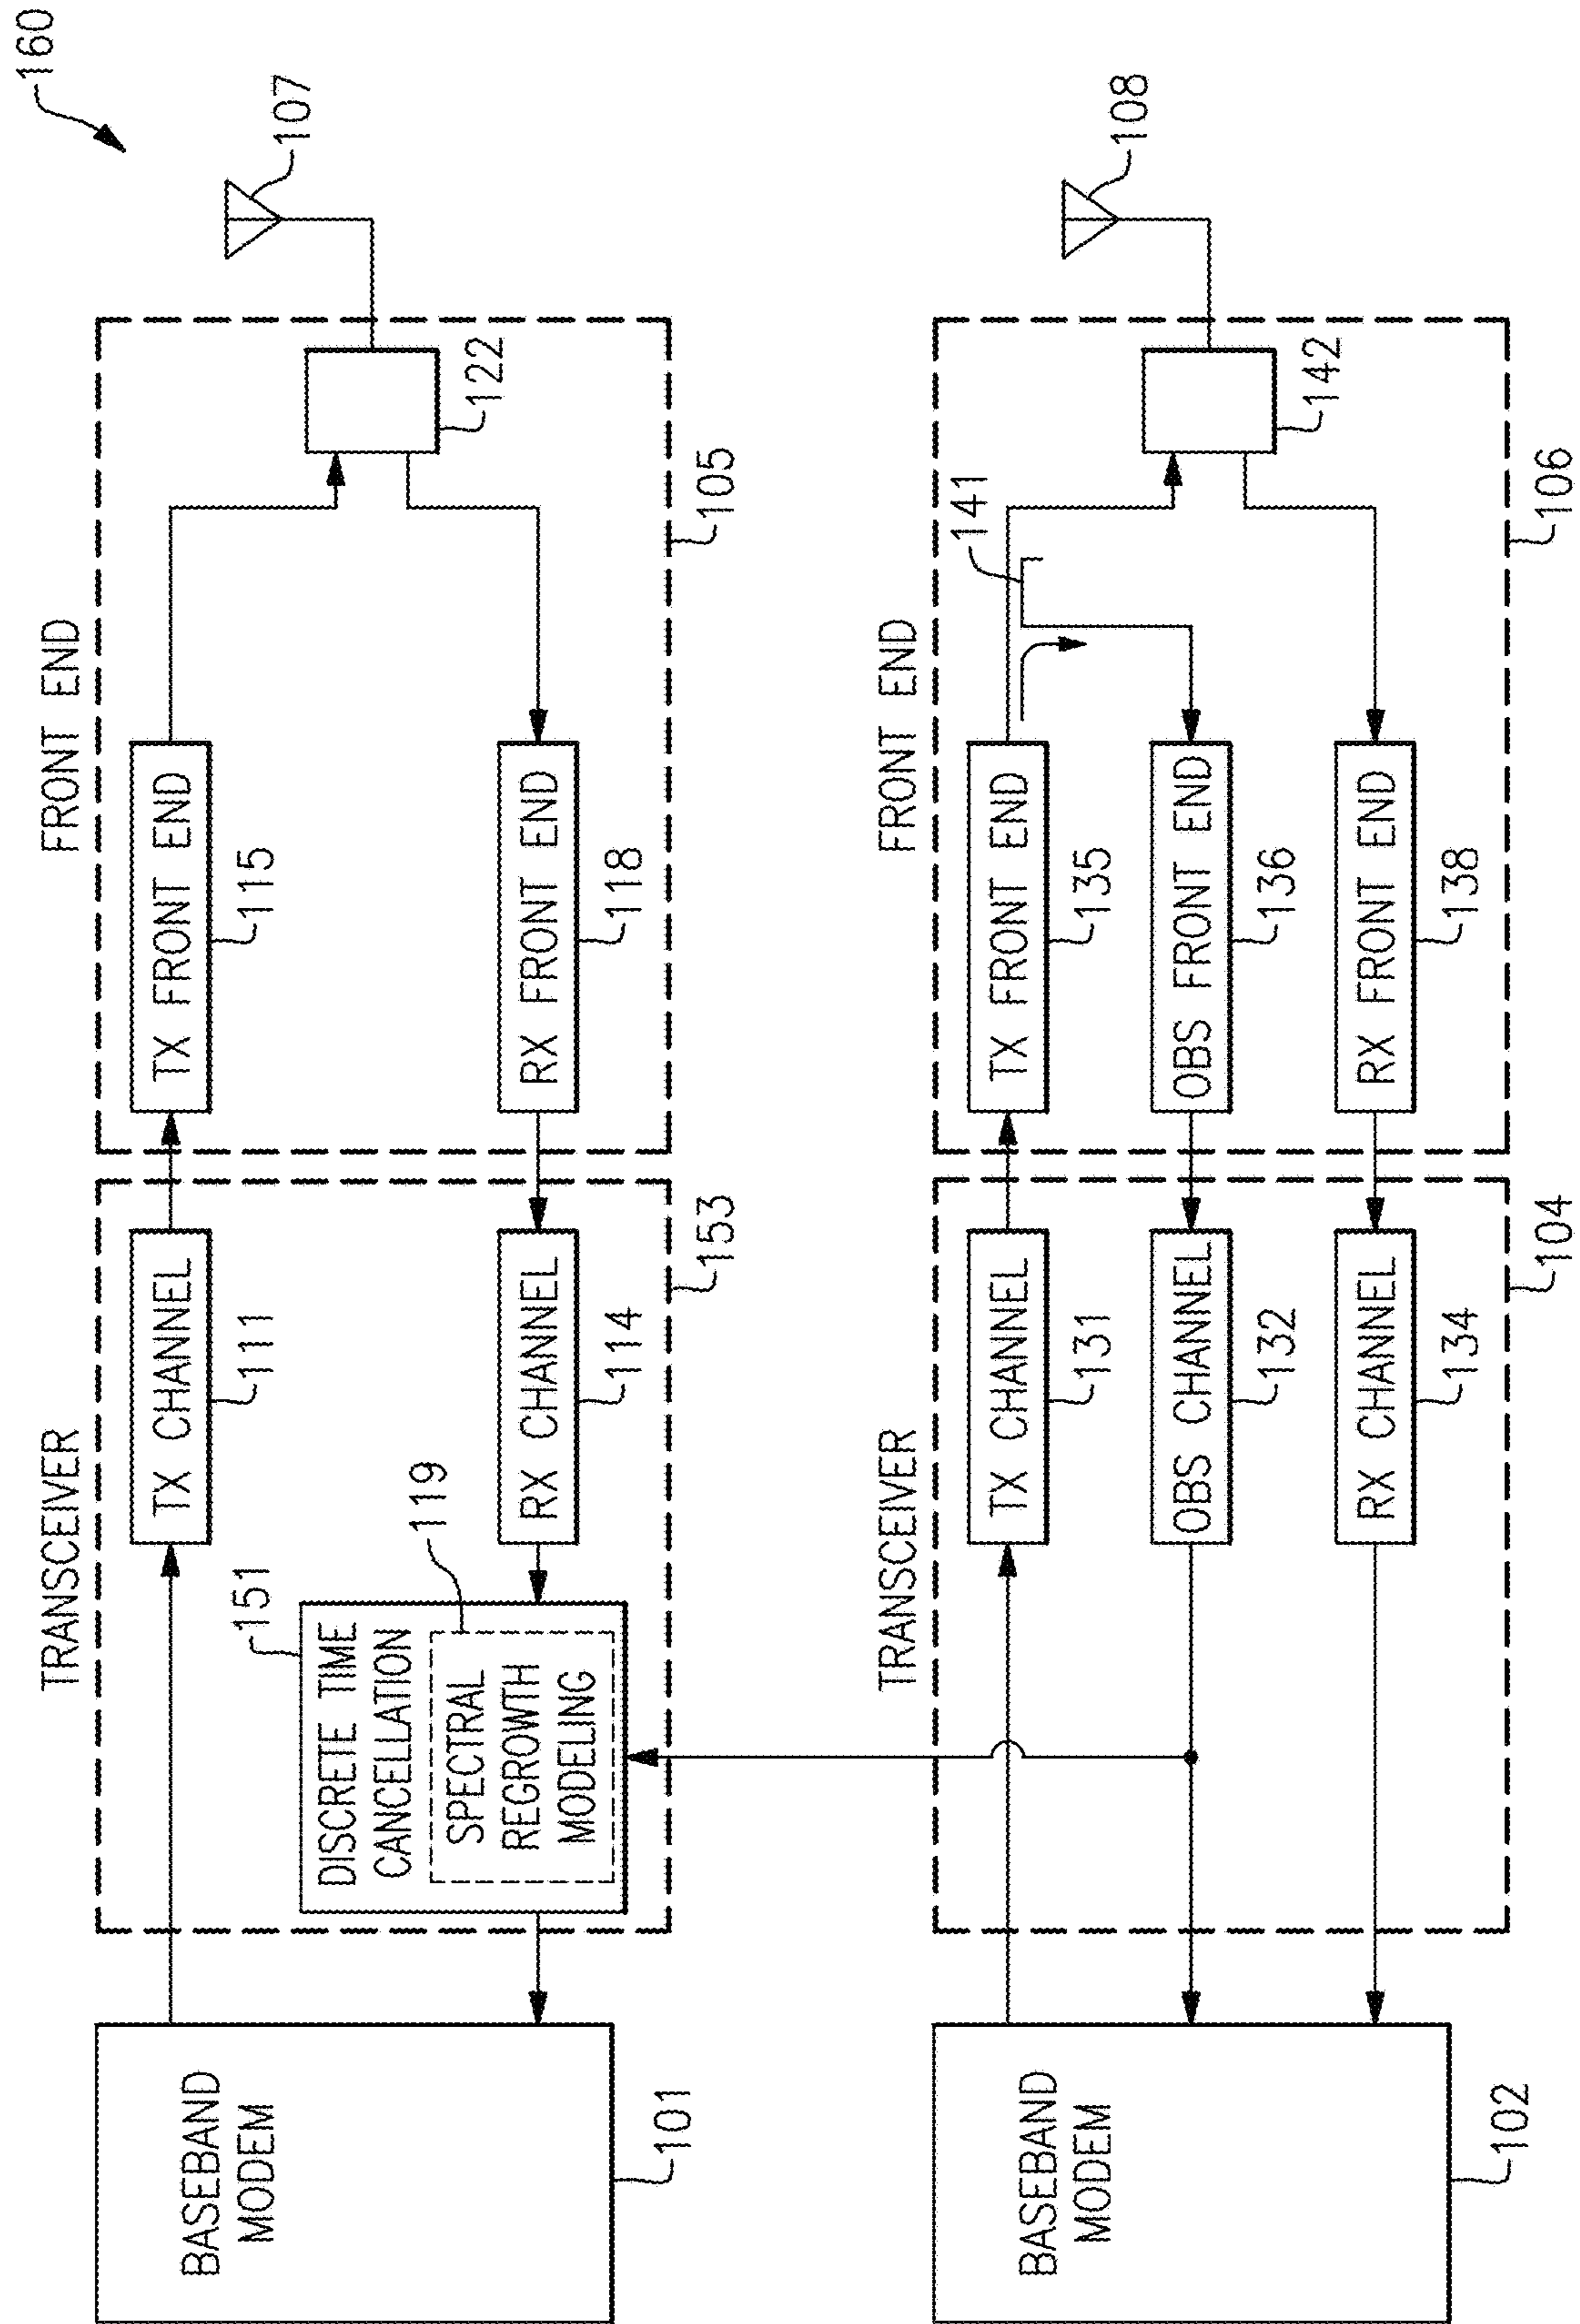 160
TRANSCEIVER
FRONT END
107
151
DISCRETE TIME
CANCELLATION
119
SPECTRAL
REGROWTH
MODELING
TX CHANNEL
111
TX FRONT END
115
122
RX CHANNEL
114
RX FRONT END
118
BASEBAND
MODEM
101
153
105
TRANSCEIVER
FRONT END
108
TX CHANNEL
131
TX FRONT END
135
141
142
OBS CHANNEL
132
OBS FRONT END
136
RX CHANNEL
134
RX FRONT END
138
BASEBAND
MODEM
102
104
106